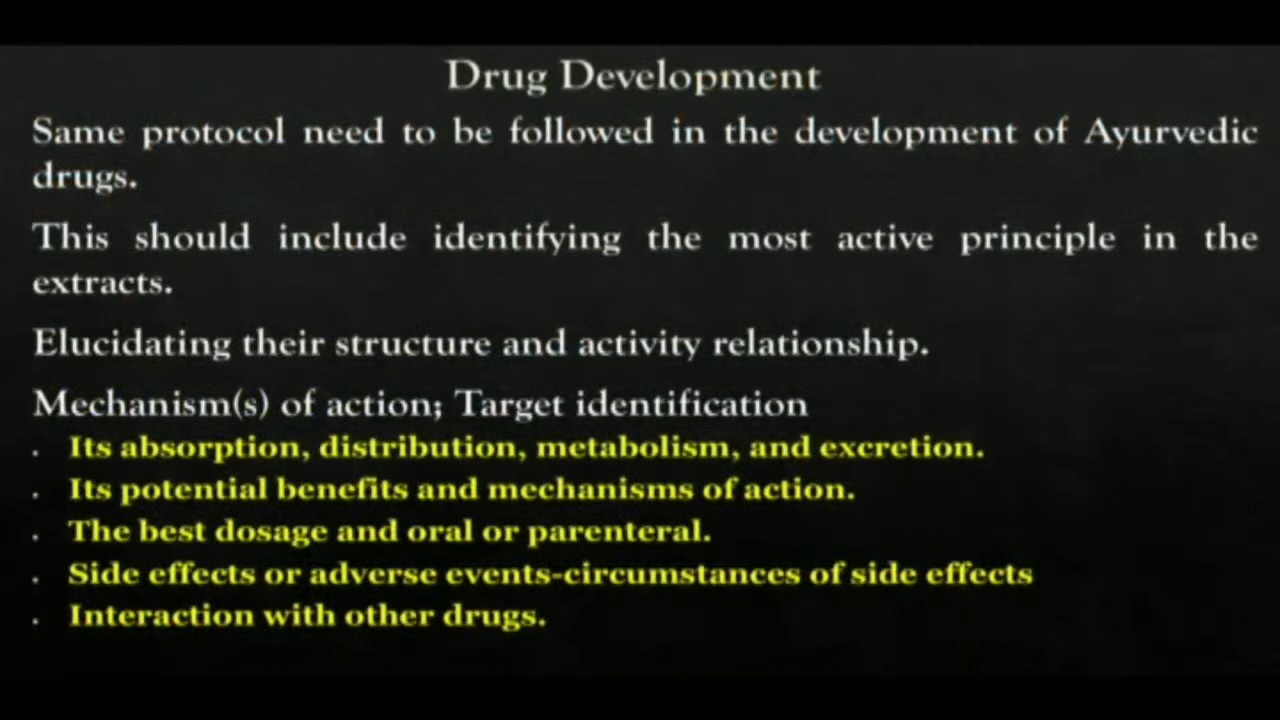 Drug Development
Same protocol need to be followed in the development of Ayurvedic
drugs.
This should include identifying the most active principle in the
extracts.
Elucidating their structure and activity relationship.
Mechanism(s) of action; Target identification
. Its absorption, distribution, metabolism, and excretion.
. Its potential benefits and mechanisms of action.
. The best dosage and oral or parenteral.
. Side effects or adverse events-circumstances of side effects
. Interaction with other drugs.